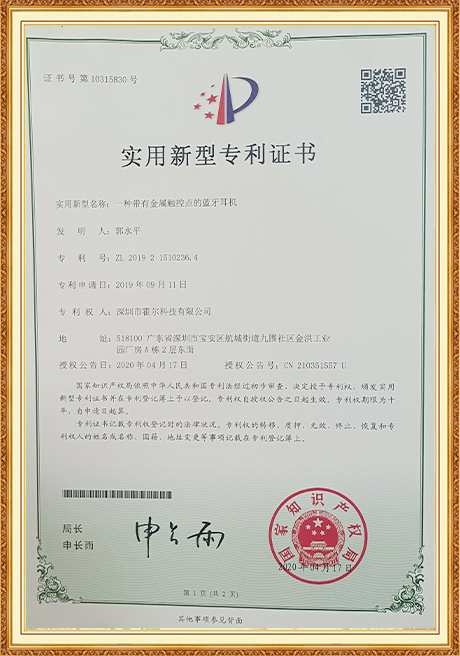 证书号第10315830号
实用新型专利证书
实用新型名称：一种带有金属触控点的蓝牙耳机
发明人：郭永平
专利号：ZL 2019 2 1510236.4
专利申请日：2019年09月11日
专利权人：深圳市霍尔科技有限公司
地址：518100 广东省深圳市宝安区航城街道九围社区金洪工业
园厂房A栋2层东面
授权公告日：2020年04月17日 授权公告号：CN 210351557 U
国家知识产权局依照中华人民共和国专利法经过初步审查，决定授予专利权，颁发实用
新型专利证书并在专利登记簿上予以登记。专利权自授权公告之日起生效。专利权期限为十
年，自申请日起算。
专利证书记载专利权登记时的法律状况。专利权的转移、质押、无效、终止、恢复和专
利权人的姓名或名称、国籍、地址变更等事项记载在专利登记簿上。
局长
申长雨
申长雨
国家知识产权局
2020年04月17日
第1页（共2页）
其他事项参见背面